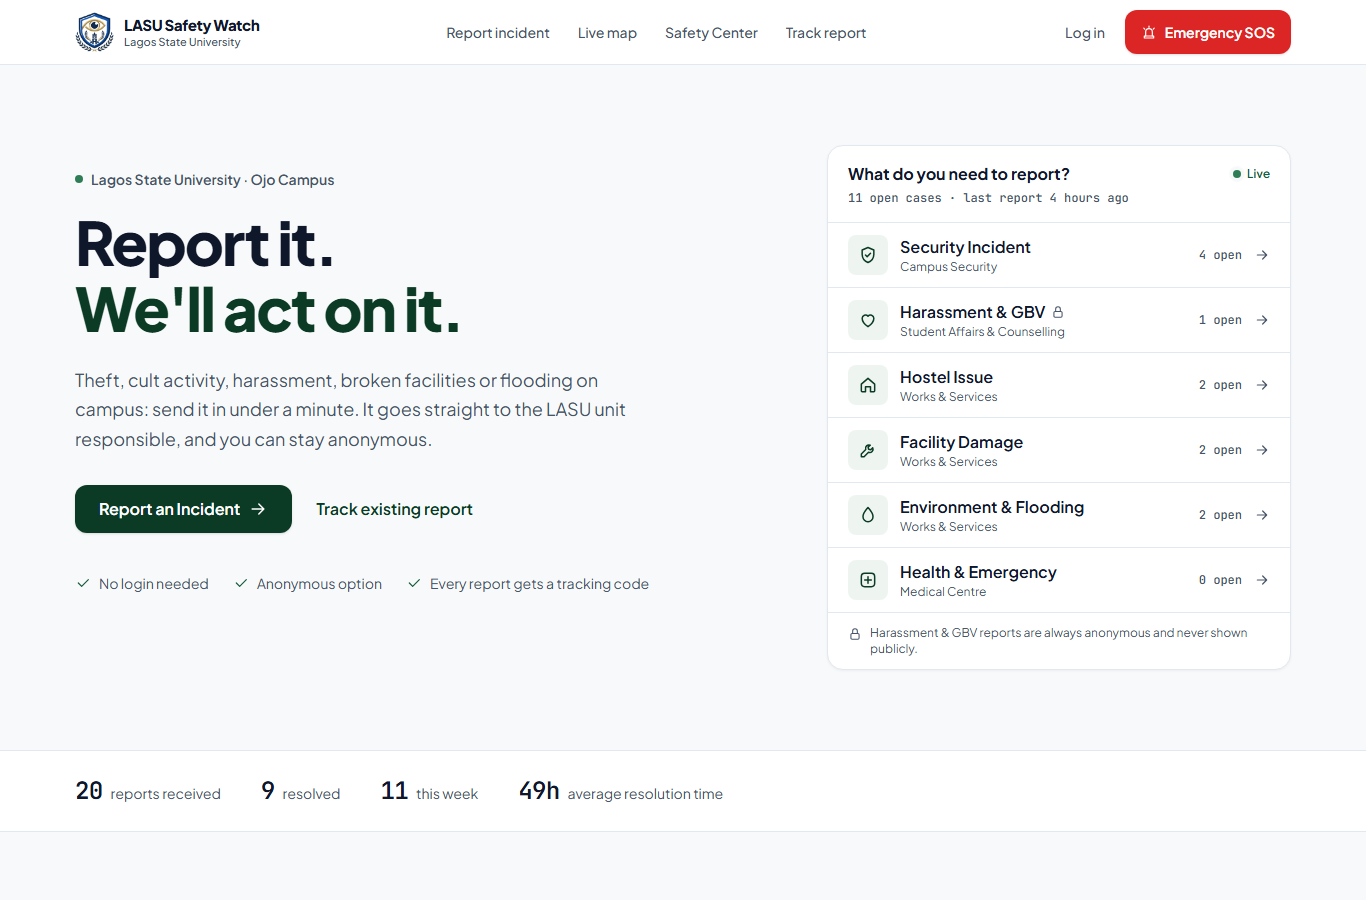 LASU Safety Watch
Lagos State University
Report incident
Live map
Safety Center
Track report
Log in
Emergency SOS
Lagos State University · Ojo Campus
Report it.
We'll act on it.
Theft, cult activity, harassment, broken facilities or flooding on
campus: send it in under a minute. It goes straight to the LASU unit
responsible, and you can stay anonymous.
Report an Incident
Track existing report
No login needed
Anonymous option
Every report gets a tracking code
What do you need to report?
Live
11 open cases · last report 4 hours ago
Security Incident
Campus Security
4 open
Harassment & GBV
Student Affairs & Counselling
1 open
Hostel Issue
Works & Services
2 open
Facility Damage
Works & Services
2 open
Environment & Flooding
Works & Services
2 open
Health & Emergency
Medical Centre
0 open
Harassment & GBV reports are always anonymous and never shown
publicly.
20 reports received
9 resolved
11 this week
49h average resolution time